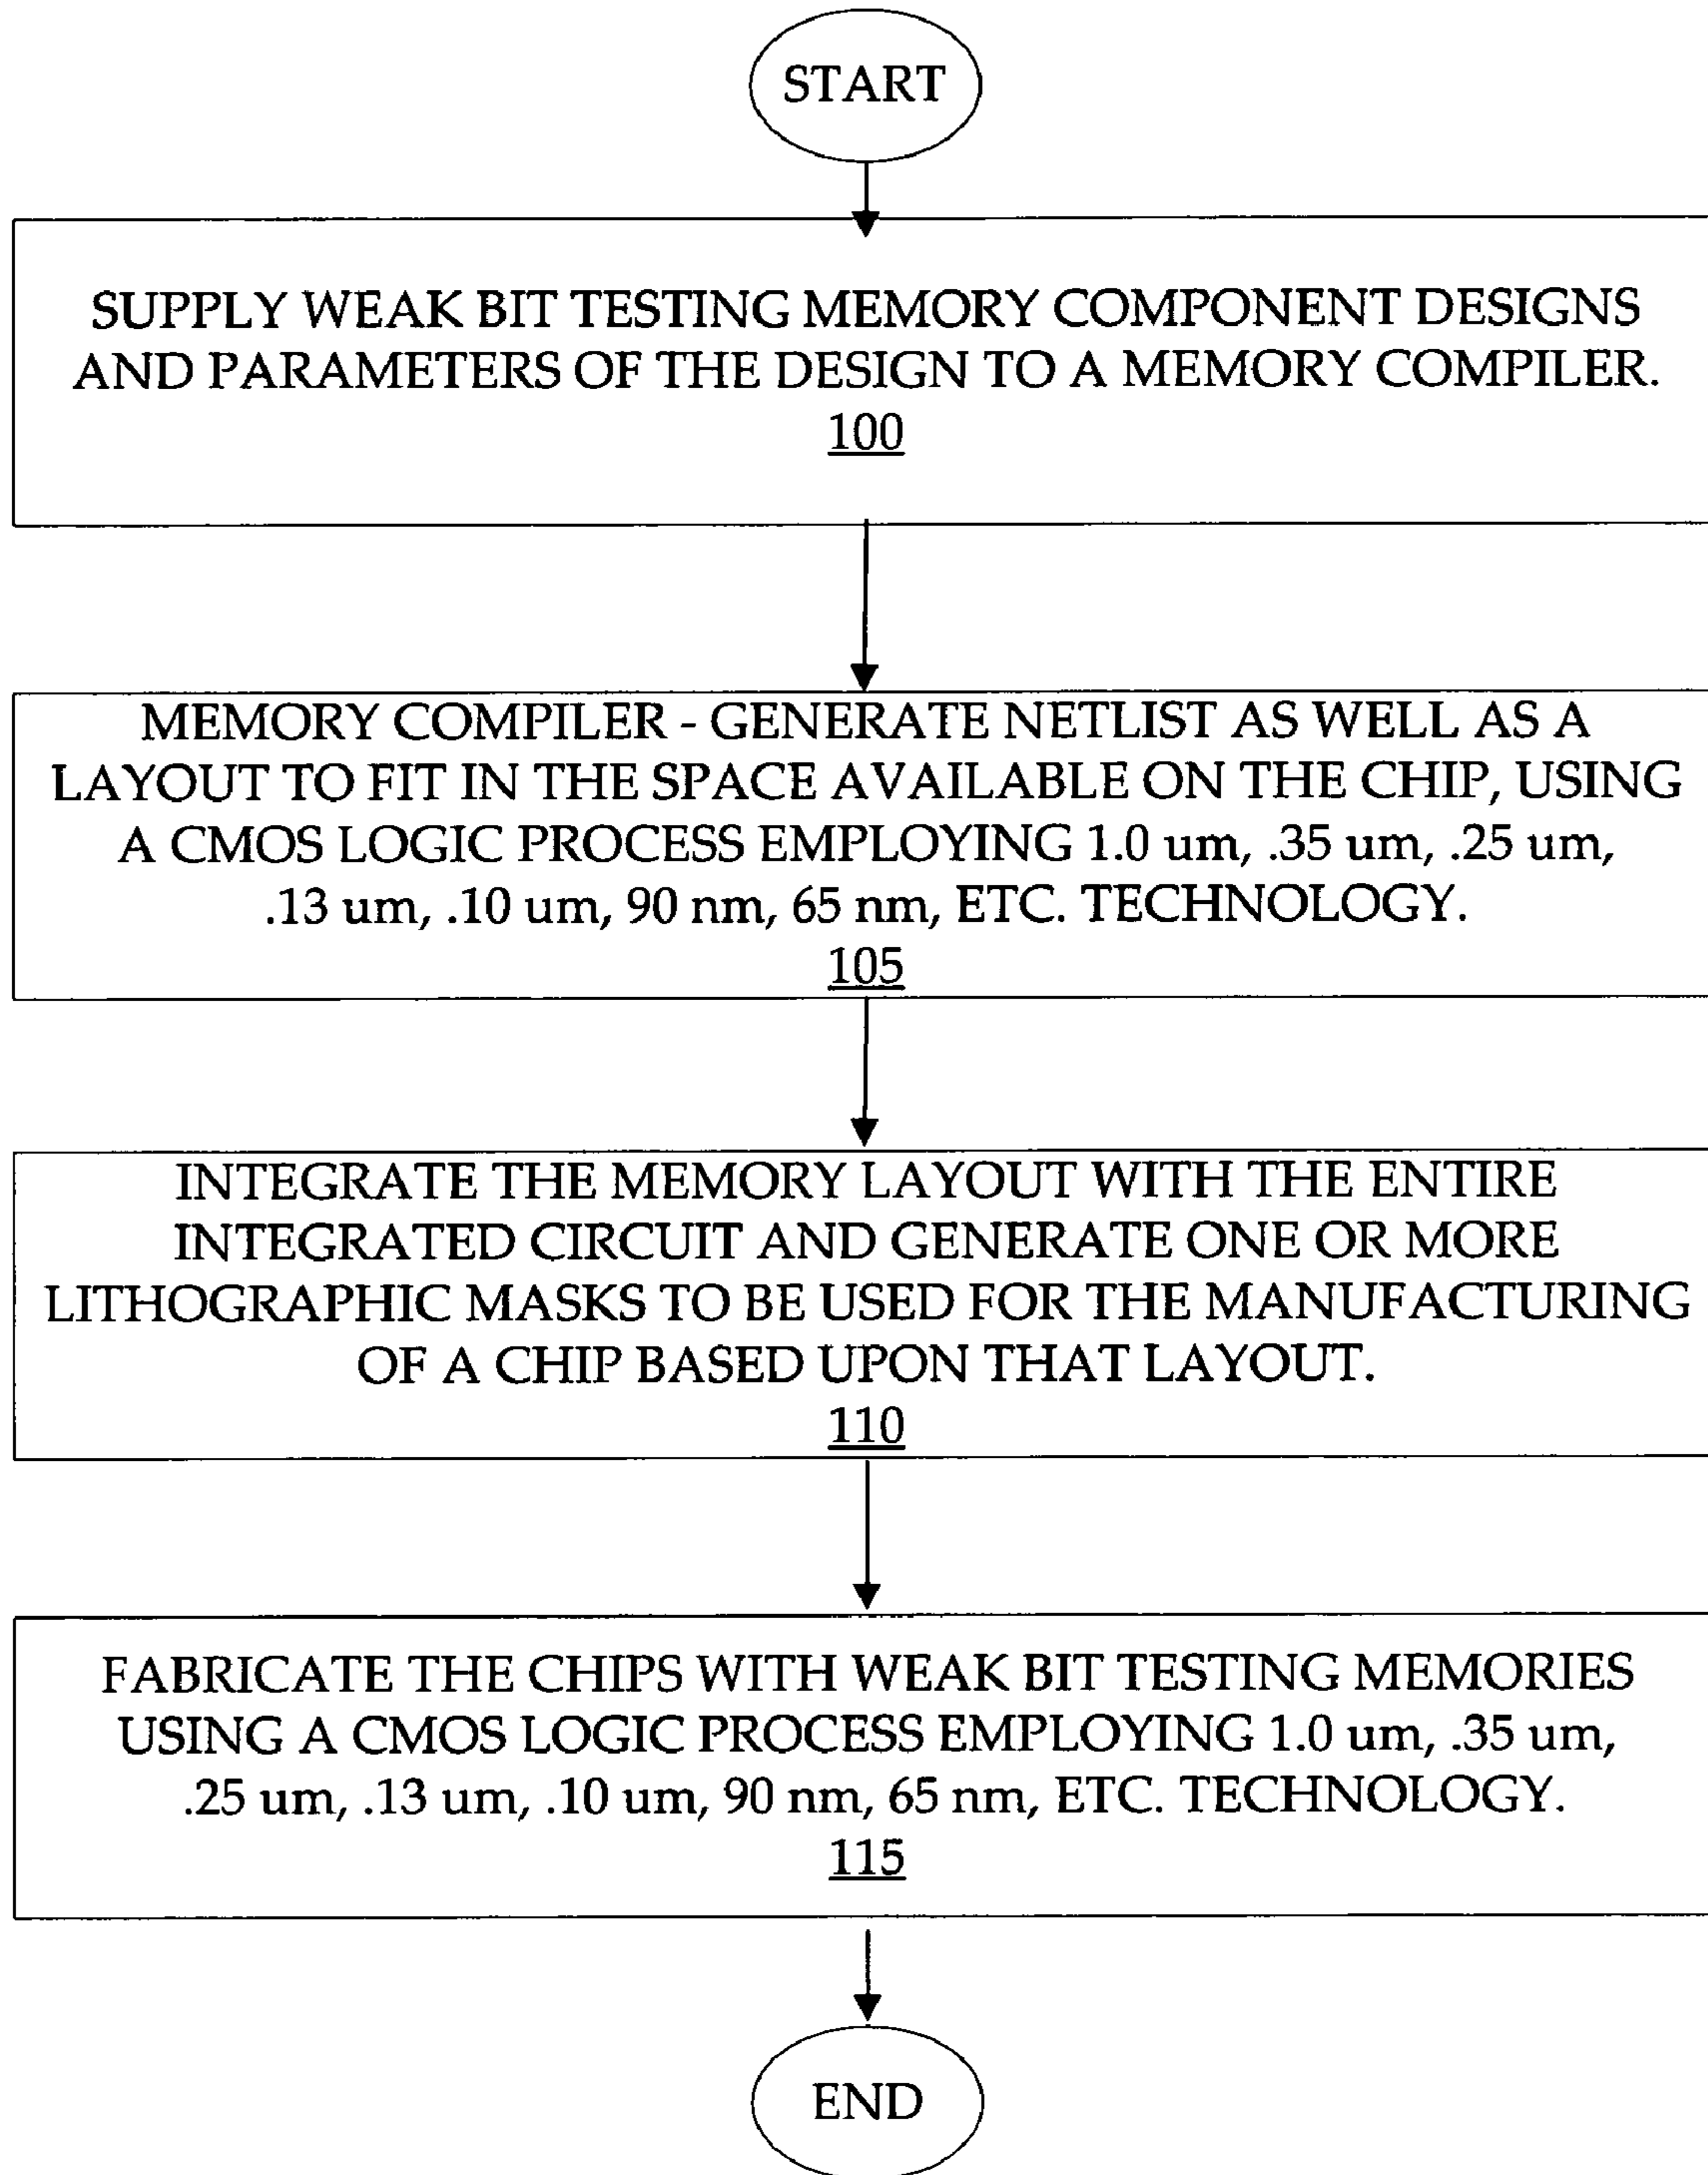 START
SUPPLY WEAK BIT TESTING MEMORY COMPONENT DESIGNS
AND PARAMETERS OF THE DESIGN TO A MEMORY COMPILER.
100
MEMORY COMPILER - GENERATE NETLIST AS WELL AS A
LAYOUT TO FIT IN THE SPACE AVAILABLE ON THE CHIP, USING
A CMOS LOGIC PROCESS EMPLOYING 1.0 um, .35 um, .25 um,
.13 um, .10 um, 90 nm, 65 nm, ETC. TECHNOLOGY.
105
INTEGRATE THE MEMORY LAYOUT WITH THE ENTIRE
INTEGRATED CIRCUIT AND GENERATE ONE OR MORE
LITHOGRAPHIC MASKS TO BE USED FOR THE MANUFACTURING
OF A CHIP BASED UPON THAT LAYOUT.
110
FABRICATE THE CHIPS WITH WEAK BIT TESTING MEMORIES
USING A CMOS LOGIC PROCESS EMPLOYING 1.0 um, .35 um,
.25 um, .13 um, .10 um, 90 nm, 65 nm, ETC. TECHNOLOGY.
115
END